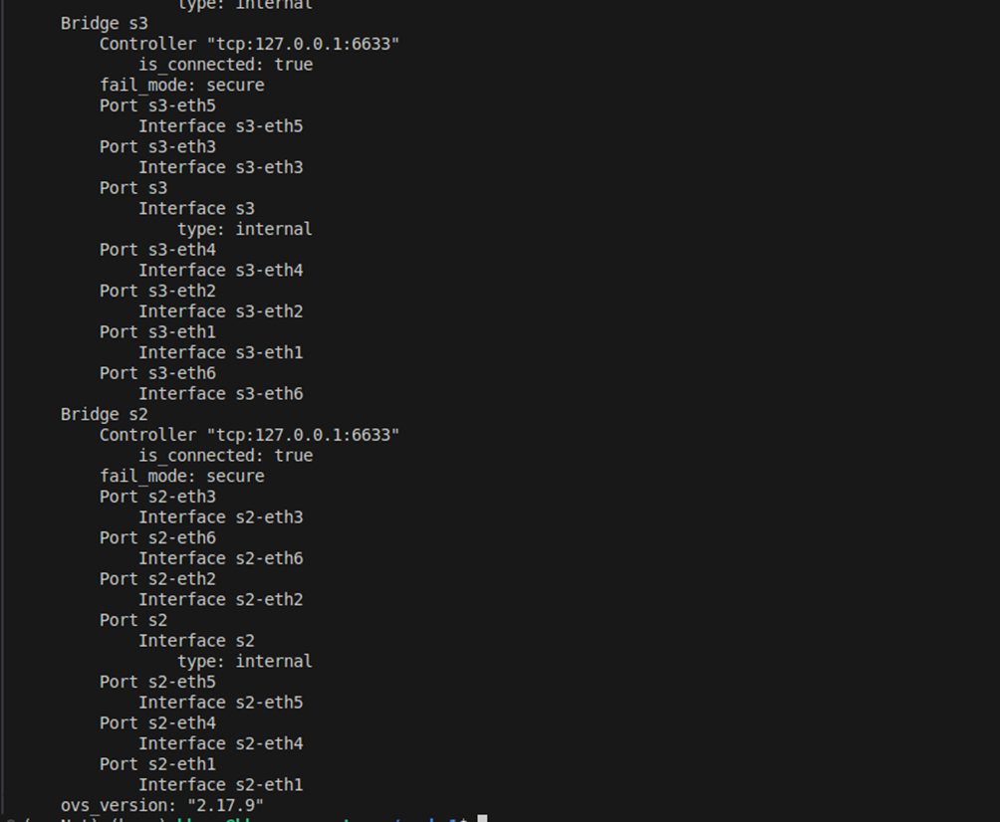 type: internal
Bridge s3
Controller "tcp:127.0.0.1:6633"
is_connected: true
fail_mode: secure
Port s3-eth5
Interface s3-eth5
Port s3-eth3
Interface s3-eth3
Port s3
Interface s3
type: internal
Port s3-eth4
Interface s3-eth4
Port s3-eth2
Interface s3-eth2
Port s3-eth1
Interface s3-eth1
Port s3-eth6
Interface s3-eth6
Bridge s2
Controller "tcp:127.0.0.1:6633"
is_connected: true
fail_mode: secure
Port s2-eth3
Interface s2-eth3
Port s2-eth6
Interface s2-eth6
Port s2-eth2
Interface s2-eth2
Port s2
Interface s2
type: internal
Port s2-eth5
Interface s2-eth5
Port s2-eth4
Interface s2-eth4
Port s2-eth1
Interface s2-eth1
ovs_version: "2.17.9"